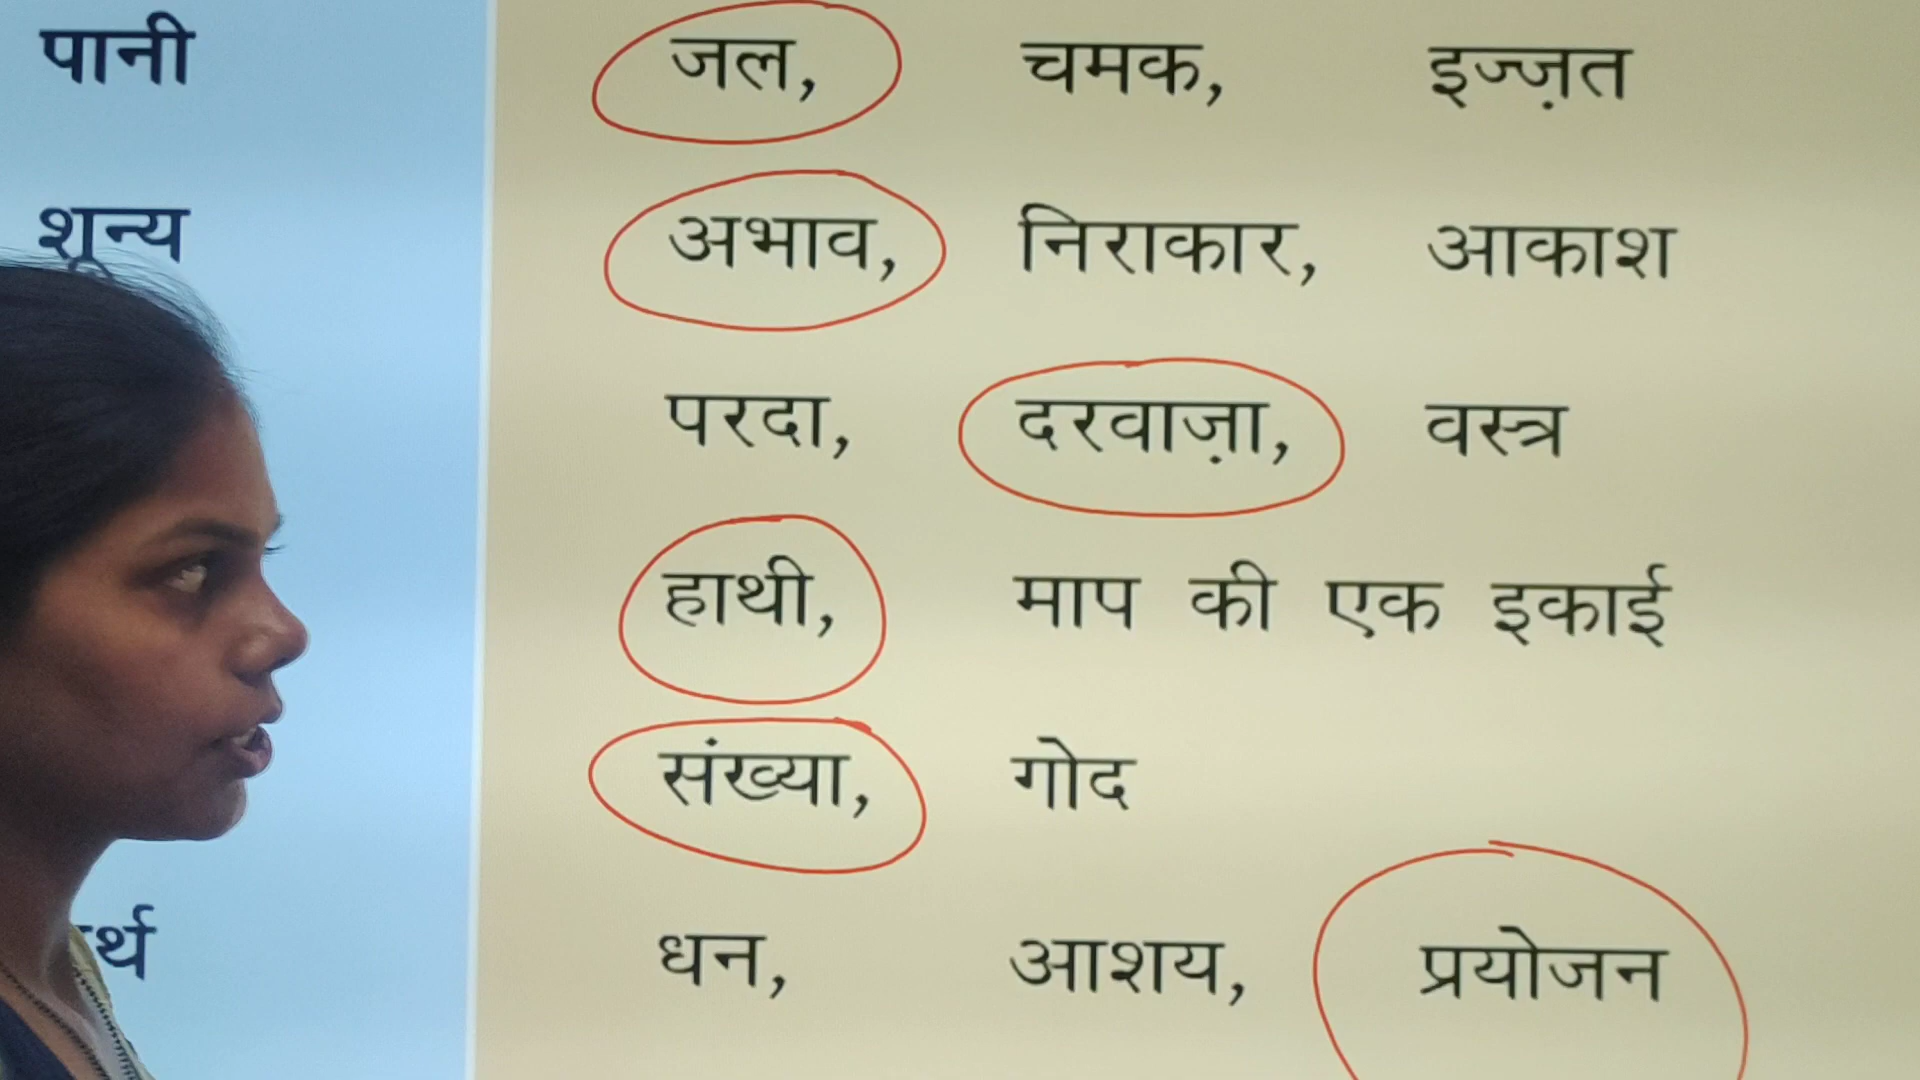 पानी जल, चमक, इज्ज़त
शून्य अभाव, निराकार, आकाश
परदा, दरवाज़ा, वस्त्र
हाथी, माप की एक इकाई
संख्या, गोद
र्थ धन, आशय, प्रयोजन